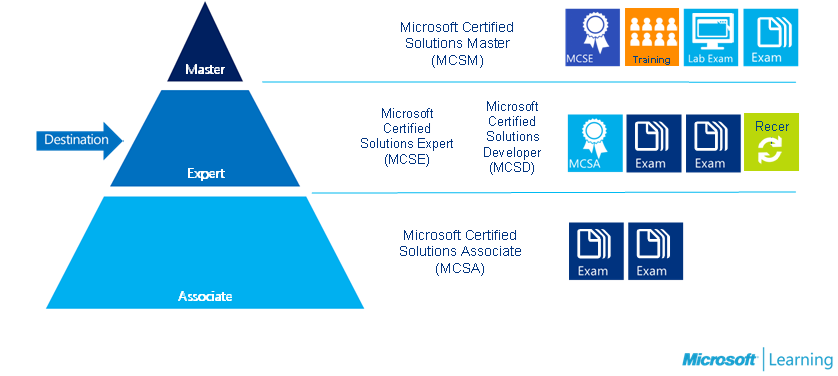 Microsoft Certified
Solutions Master
(MCSM)
MCSE
Training
Lab Exam
Exam
Master
Destination
Microsoft
Certified
Solutions Expert
(MCSE)
Microsoft
Certified
Solutions
Developer
(MCSD)
MCSA
Exam
Exam
Recer
Expert
Microsoft Certified
Solutions Associate
(MCSA)
Exam
Exam
Associate
Microsoft Learning